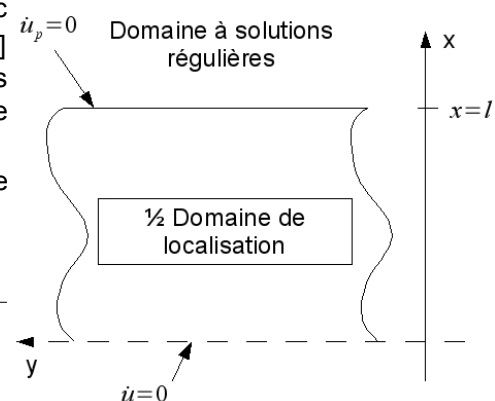 c
u̇ₚ=0
Domaine à solutions
régulières
]
s
e
x
x=l
e
½ Domaine de
localisation
y
u̇=0